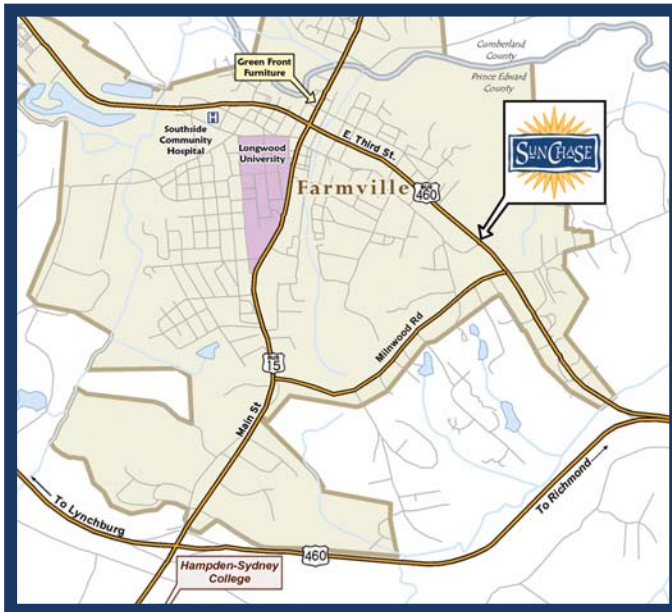 Cumberland
County
Prince Edward
County
Green Front
Furniture
H
Southside
Community
Hospital
Longwood
University
E. Third St.
SUNCHASE
Farmville
BUS
460
Milnwood Rd
BUS
15
Main St
To Lynchburg
To Richmond
460
Hampden-Sydney
College